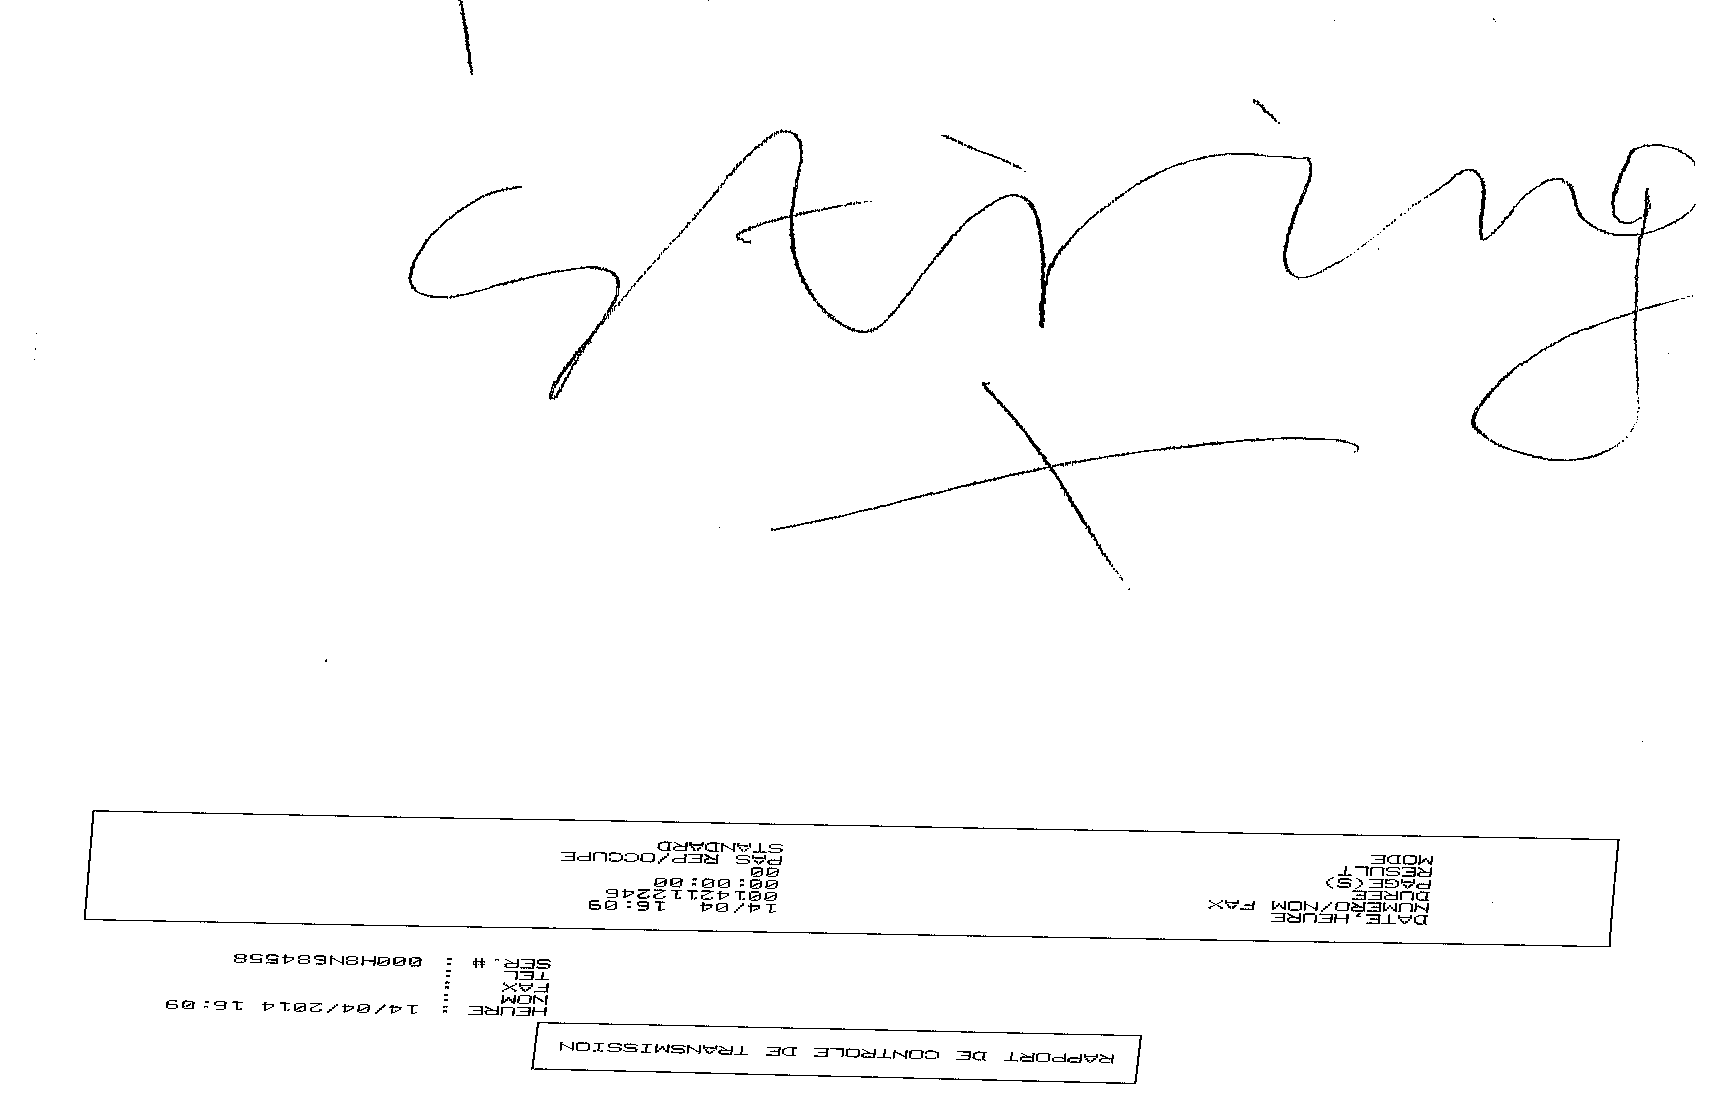 string
RAPPORT DE CONTROLE DE TRANSMISSION
HEURE : 14/04/2014 16:09
NOM :
FAX :
TEL :
SER.# : 000H8N684558
DATE,HEURE 14/04 16:09
NUMERO/NOM FAX 00142112246
DUREE 00:00:00
PAGE(S) 00
RESULT PAS REP/OCCUPE
MODE STANDARD